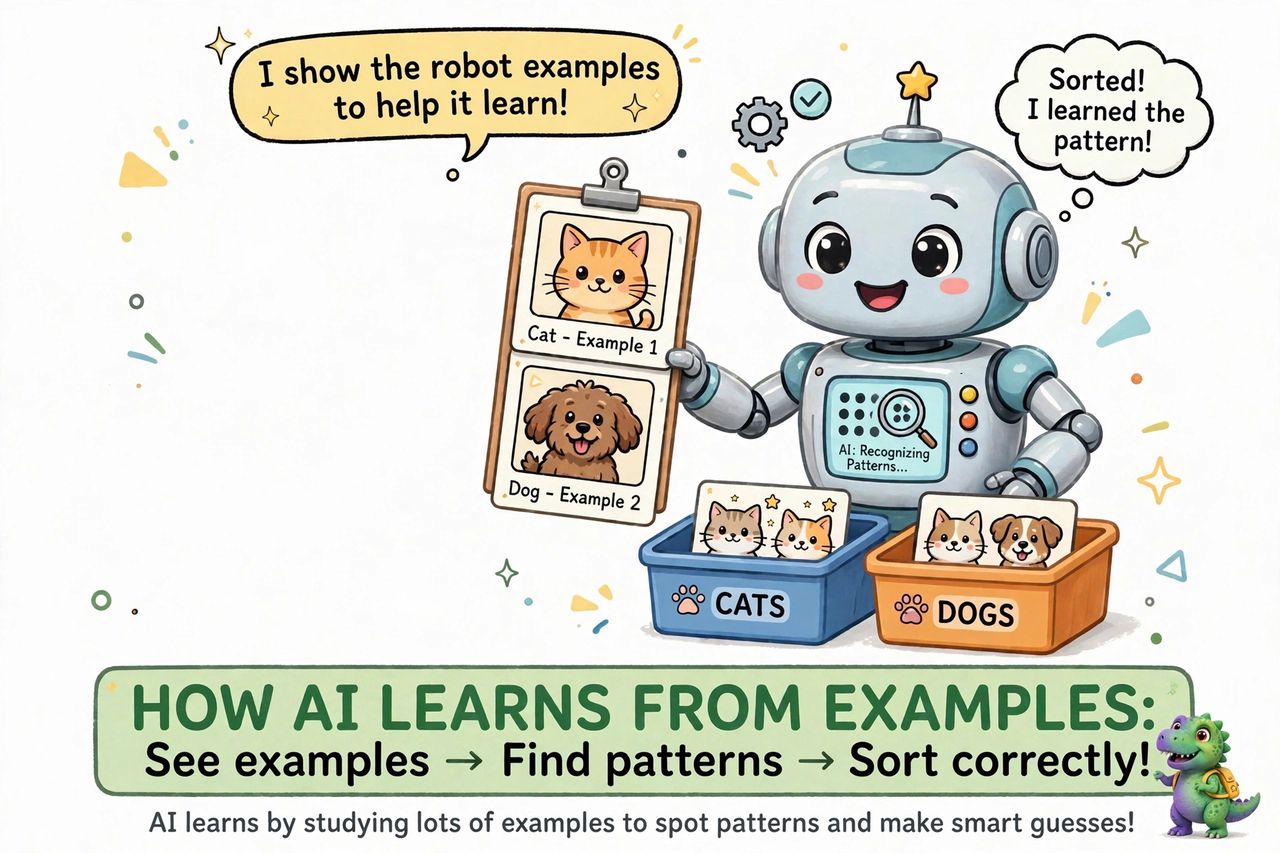 I show the robot examples
to help it learn!
Sorted!
I learned the
pattern!
Cat - Example 1
Dog - Example 2
AI: Recognizing
Patterns...
CATS
DOGS
HOW AI LEARNS FROM EXAMPLES:
See examples → Find patterns → Sort correctly!
AI learns by studying lots of examples to spot patterns and make smart guesses!